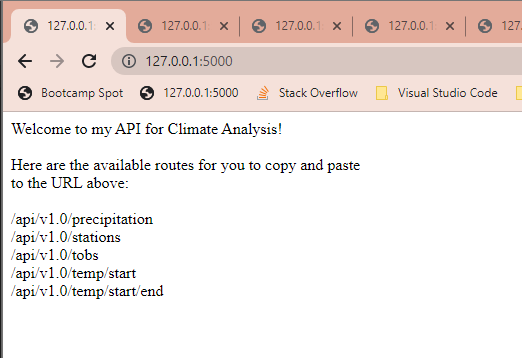 127.0.0.1: 127.0.0.1: 127.0.0.1: 127.0.0.1: 127.
127.0.0.1:5000
Bootcamp Spot 127.0.0.1:5000 Stack Overflow Visual Studio Code
Welcome to my API for Climate Analysis!
Here are the available routes for you to copy and paste
to the URL above:
/api/v1.0/precipitation
/api/v1.0/stations
/api/v1.0/tobs
/api/v1.0/temp/start
/api/v1.0/temp/start/end